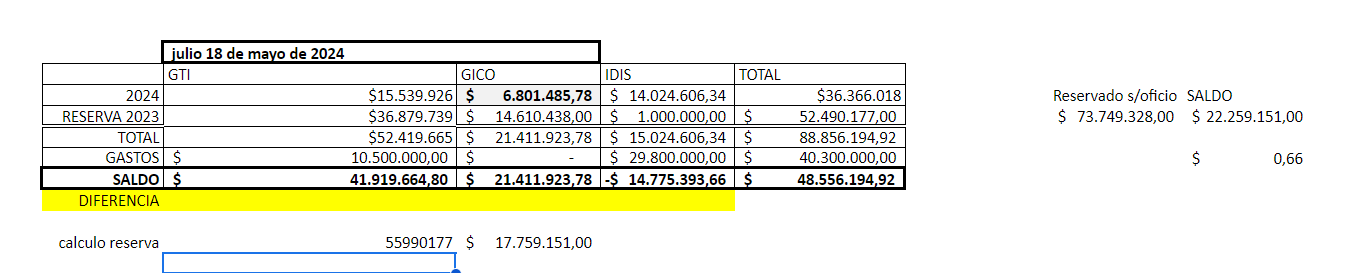 julio 18 de mayo de 2024
GTI GICO IDIS TOTAL
2024 $15.539.926 $ 6.801.485,78 $ 14.024.606,34 $36.366.018 Reservado s/oficio SALDO
RESERVA 2023 $36.879.739 $ 14.610.438,00 $ 1.000.000,00 $ 52.490.177,00 $ 73.749.328,00 $ 22.259.151,00
TOTAL $52.419.665 $ 21.411.923,78 $ 15.024.606,34 $ 88.856.194,92
GASTOS $ 10.500.000,00 $ - $ 29.800.000,00 $ 40.300.000,00 $ 0,66
SALDO $ 41.919.664,80 $ 21.411.923,78 -$ 14.775.393,66 $ 48.556.194,92
DIFERENCIA
calculo reserva 55990177 $ 17.759.151,00